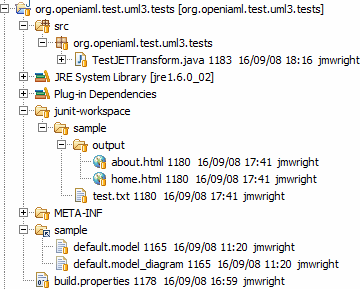 org.openiaml.test.uml3.tests [org.openiaml.test.uml3.tests]
src
org.openiaml.test.uml3.tests
TestJETTransform.java 1183 16/09/08 18:16 jmwright
JRE System Library [jre1.6.0_02]
Plug-in Dependencies
junit-workspace
sample
output
about.html 1180 16/09/08 17:41 jmwright
home.html 1180 16/09/08 17:41 jmwright
test.txt 1180 16/09/08 17:41 jmwright
META-INF
sample
default.model 1165 16/09/08 11:20 jmwright
default.model_diagram 1165 16/09/08 11:20 jmwright
build.properties 1178 16/09/08 16:59 jmwright